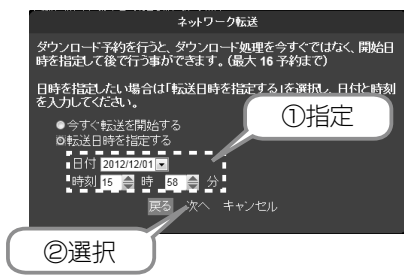 ネットワーク転送
ダウンロード予約を行うと、ダウンロード処理を今すぐではなく、開始日
時を指定して後で行う事ができます。(最大 16 予約まで)
日時を指定したい場合は「転送日時を指定する」を選択し、日付と時刻
を入力してください。
①指定
今すぐ転送を開始する
転送日時を指定する
日付 2012/12/01
時刻 15 時 58 分
戻る 次へ キャンセル
②選択